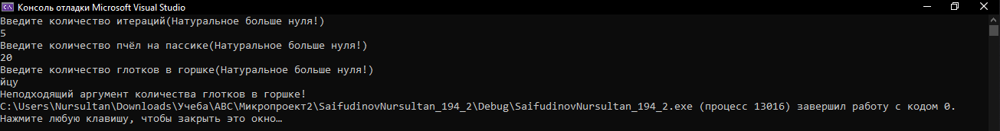 Консоль отладки Microsoft Visual Studio
Введите количество итераций(Натуральное больше нуля!)
5
Введите количество пчёл на пассике(Натуральное больше нуля!)
20
Введите количество глотков в горшке(Натуральное больше нуля!)
йцу
Неподходящий аргумент количества глотков в горшке!
C:\Users\Nursultan\Downloads\Учеба\АВС\Микропроект2\SaifudinovNursultan_194_2\Debug\SaifudinovNursultan_194_2.exe (процесс 13016) завершил работу с кодом 0.
Нажмите любую клавишу, чтобы закрыть это окно…